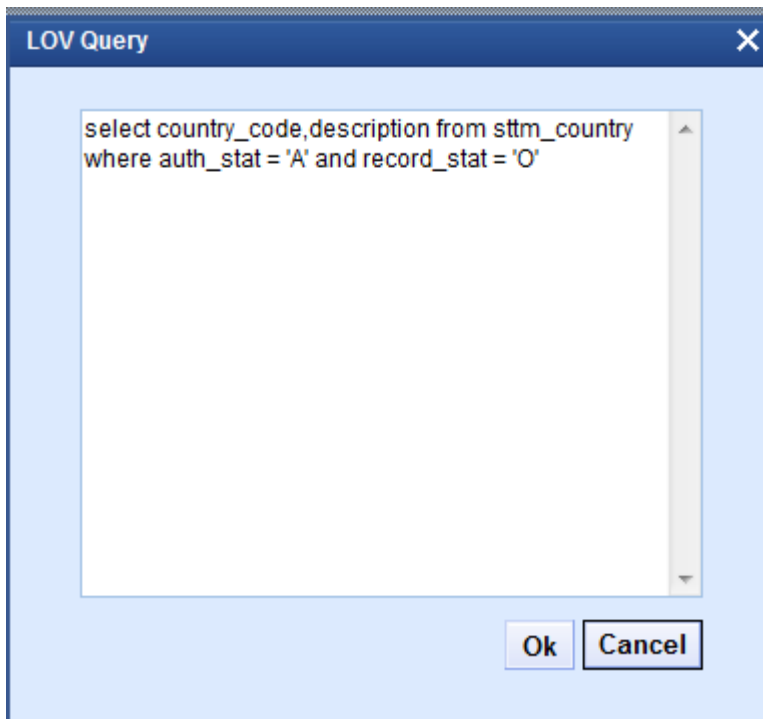 LOV Query
select country_code,description from sttm_country
where auth_stat = 'A' and record_stat = 'O'
Ok Cancel